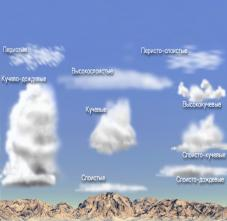 Перистые
Перисто-слоистые
Кучево-дождевые
Высокослоистые
Высококучевые
Кучевые
Слоисто-кучевые
Слоистые
Слоисто-дождевые